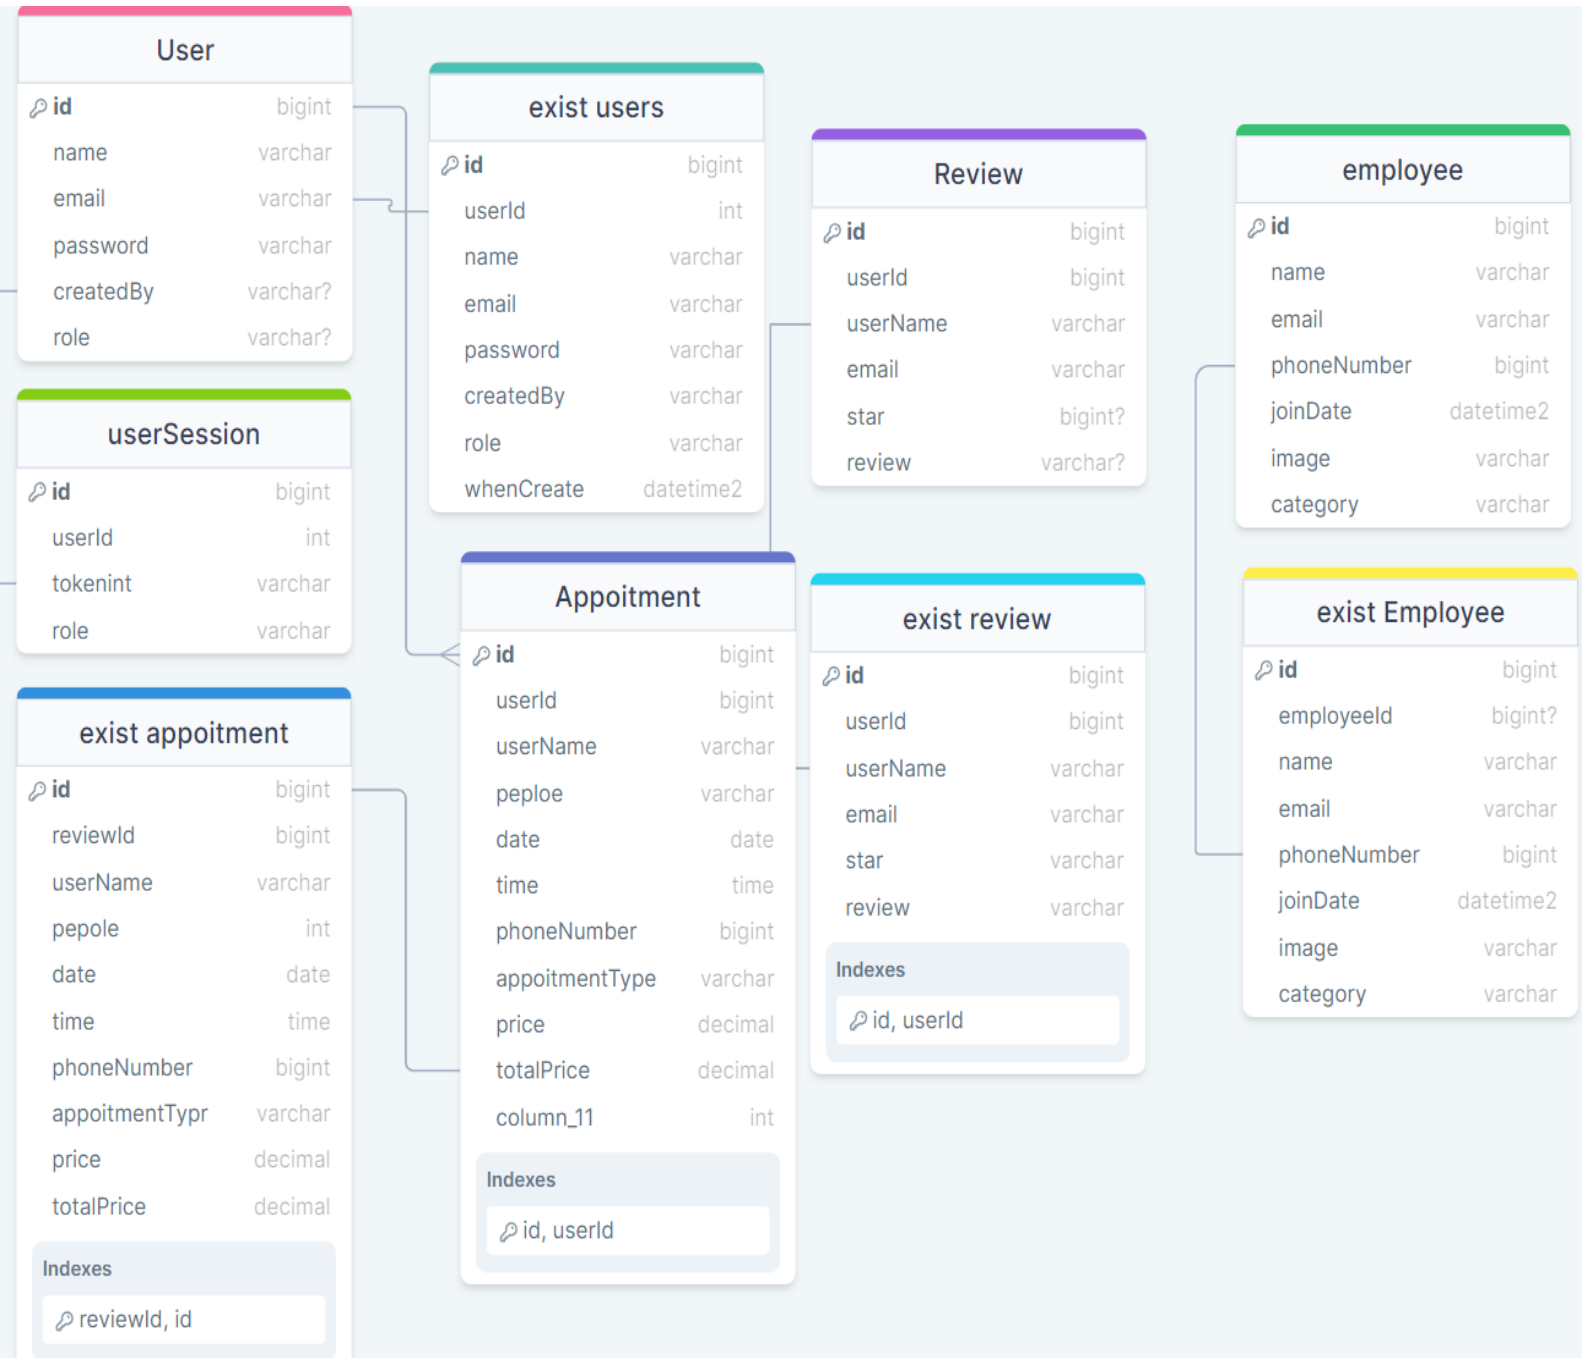 User
id bigint
name varchar
email varchar
password varchar
createdBy varchar?
role varchar?
userSession
id bigint
userId int
tokenint varchar
role varchar
exist appoitment
id bigint
reviewId bigint
userName varchar
pepole int
date date
time time
phoneNumber bigint
appoitmentTypr varchar
price decimal
totalPrice decimal
Indexes
reviewId, id
exist users
id bigint
userId int
name varchar
email varchar
password varchar
createdBy varchar
role varchar
whenCreate datetime2
Appoitment
id bigint
userId bigint
userName varchar
peploe varchar
date date
time time
phoneNumber bigint
appoitmentType varchar
price decimal
totalPrice decimal
column_11 int
Indexes
id, userId
Review
id bigint
userId bigint
userName varchar
email varchar
star bigint?
review varchar?
exist review
id bigint
userId bigint
userName varchar
email varchar
star varchar
review varchar
Indexes
id, userId
employee
id bigint
name varchar
email varchar
phoneNumber bigint
joinDate datetime2
image varchar
category varchar
exist Employee
id bigint
employeeId bigint?
name varchar
email varchar
phoneNumber bigint
joinDate datetime2
image varchar
category varchar